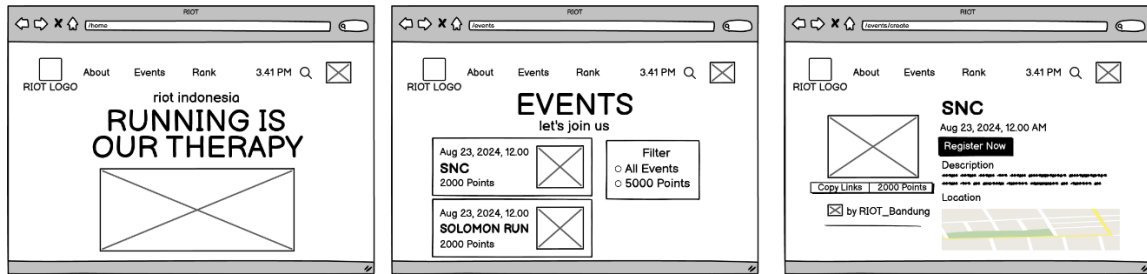 RIOT
/home
RIOT LOGO
About Events Rank 3.41 PM
riot indonesia
RUNNING IS
OUR THERAPY
RIOT
/events
RIOT LOGO
About Events Rank 3.41 PM
EVENTS
let's join us
Aug 23, 2024, 12.00
SNC
2000 Points
Aug 23, 2024, 12.00
SOLOMON RUN
2000 Points
Filter
All Events
5000 Points
RIOT
/events/create
RIOT LOGO
About Events Rank 3.41 PM
Copy Links 2000 Points
by RIOT_Bandung
SNC
Aug 23, 2024, 12.00 AM
Register Now
Description
Location